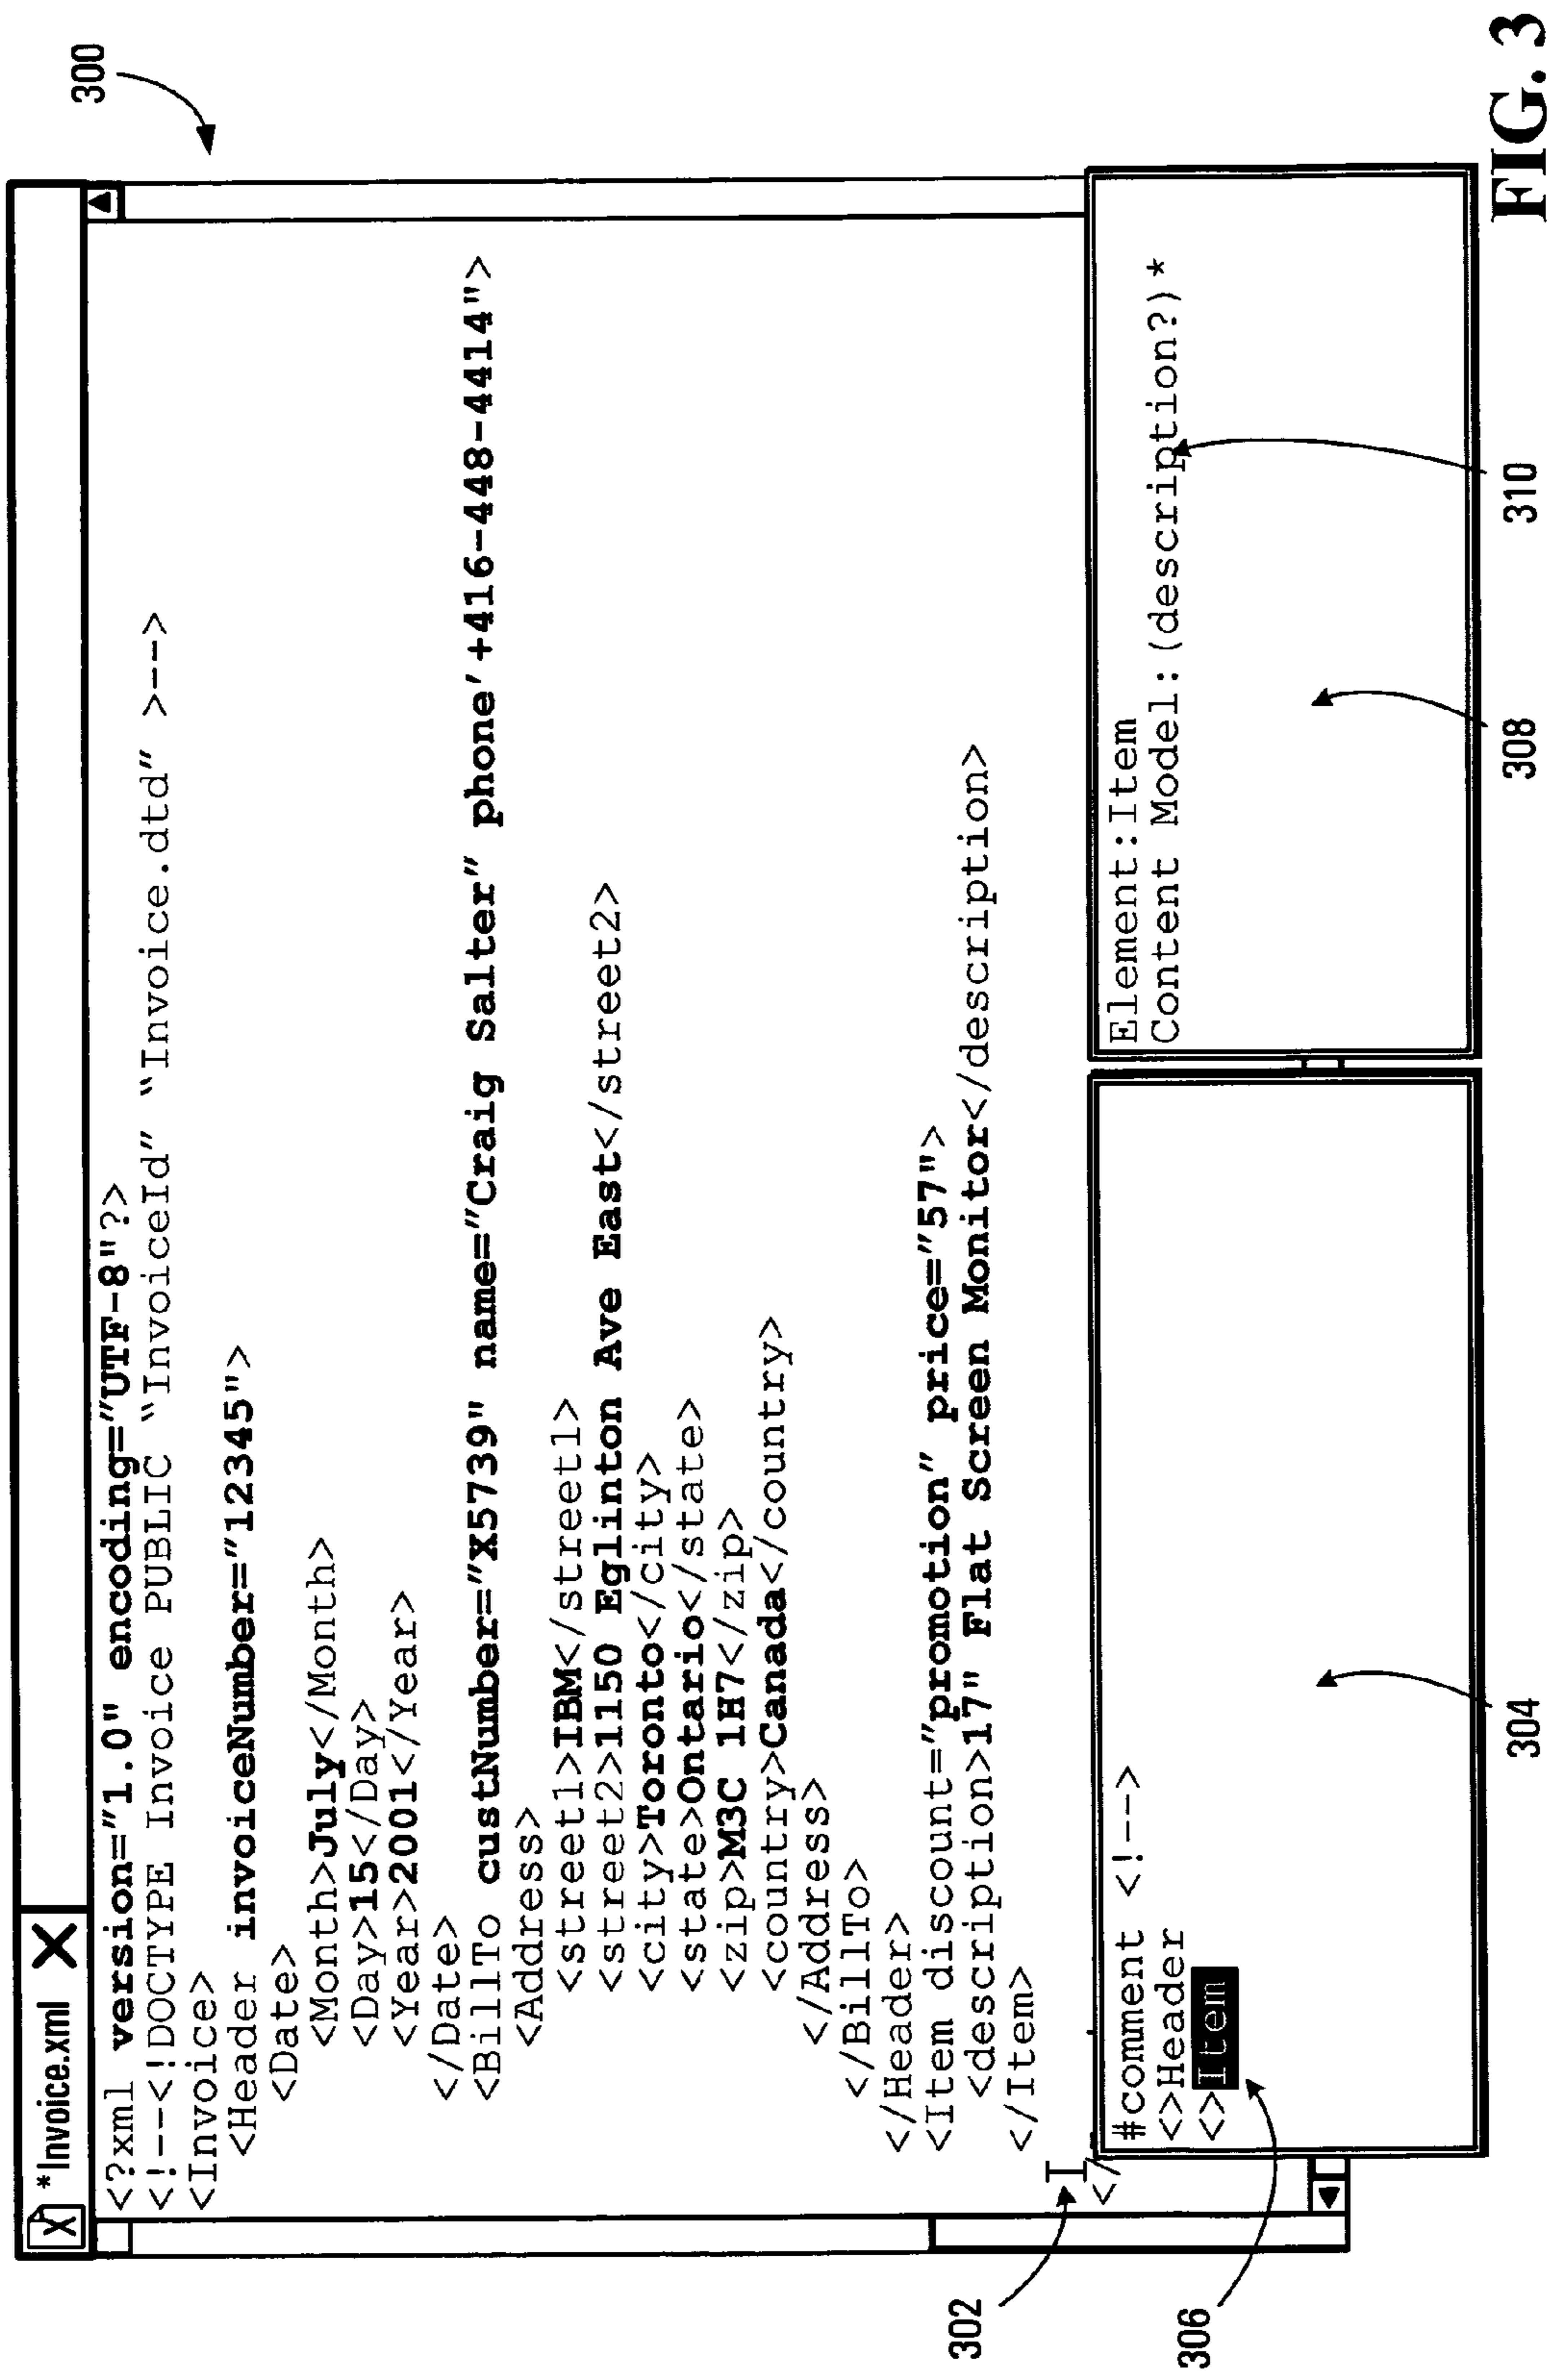 300
*Invoice.xml X
<?xml version="1.0" encoding="UTF-8"?>
<!--<!DOCTYPE Invoice PUBLIC "InvoiceId" "Invoice.dtd" >-->
<Invoice>
<Header invoiceNumber="12345">
<Date>
<Month>July</Month>
<Day>15</Day>
<Year>2001</Year>
</Date>
<BillTo custNumber="X5739" name="Craig Salter" phone'+416-448-4414">
<Address>
<street1>IBM</street1>
<street2>1150 Eglinton Ave East</street2>
<city>Toronto</city>
<state>Ontario</state>
<zip>M3C 1H7</zip>
<country>Canada</country>
</Address>
</BillTo>
</Header>
<Item discount="promotion" price="57">
<description>17" Flat Screen Monitor</description>
</Item>
302
</
#comment <!-->
<>Header
<>Item
306
304
Element:Item
Content Model:(description?)*
308
310
FIG. 3